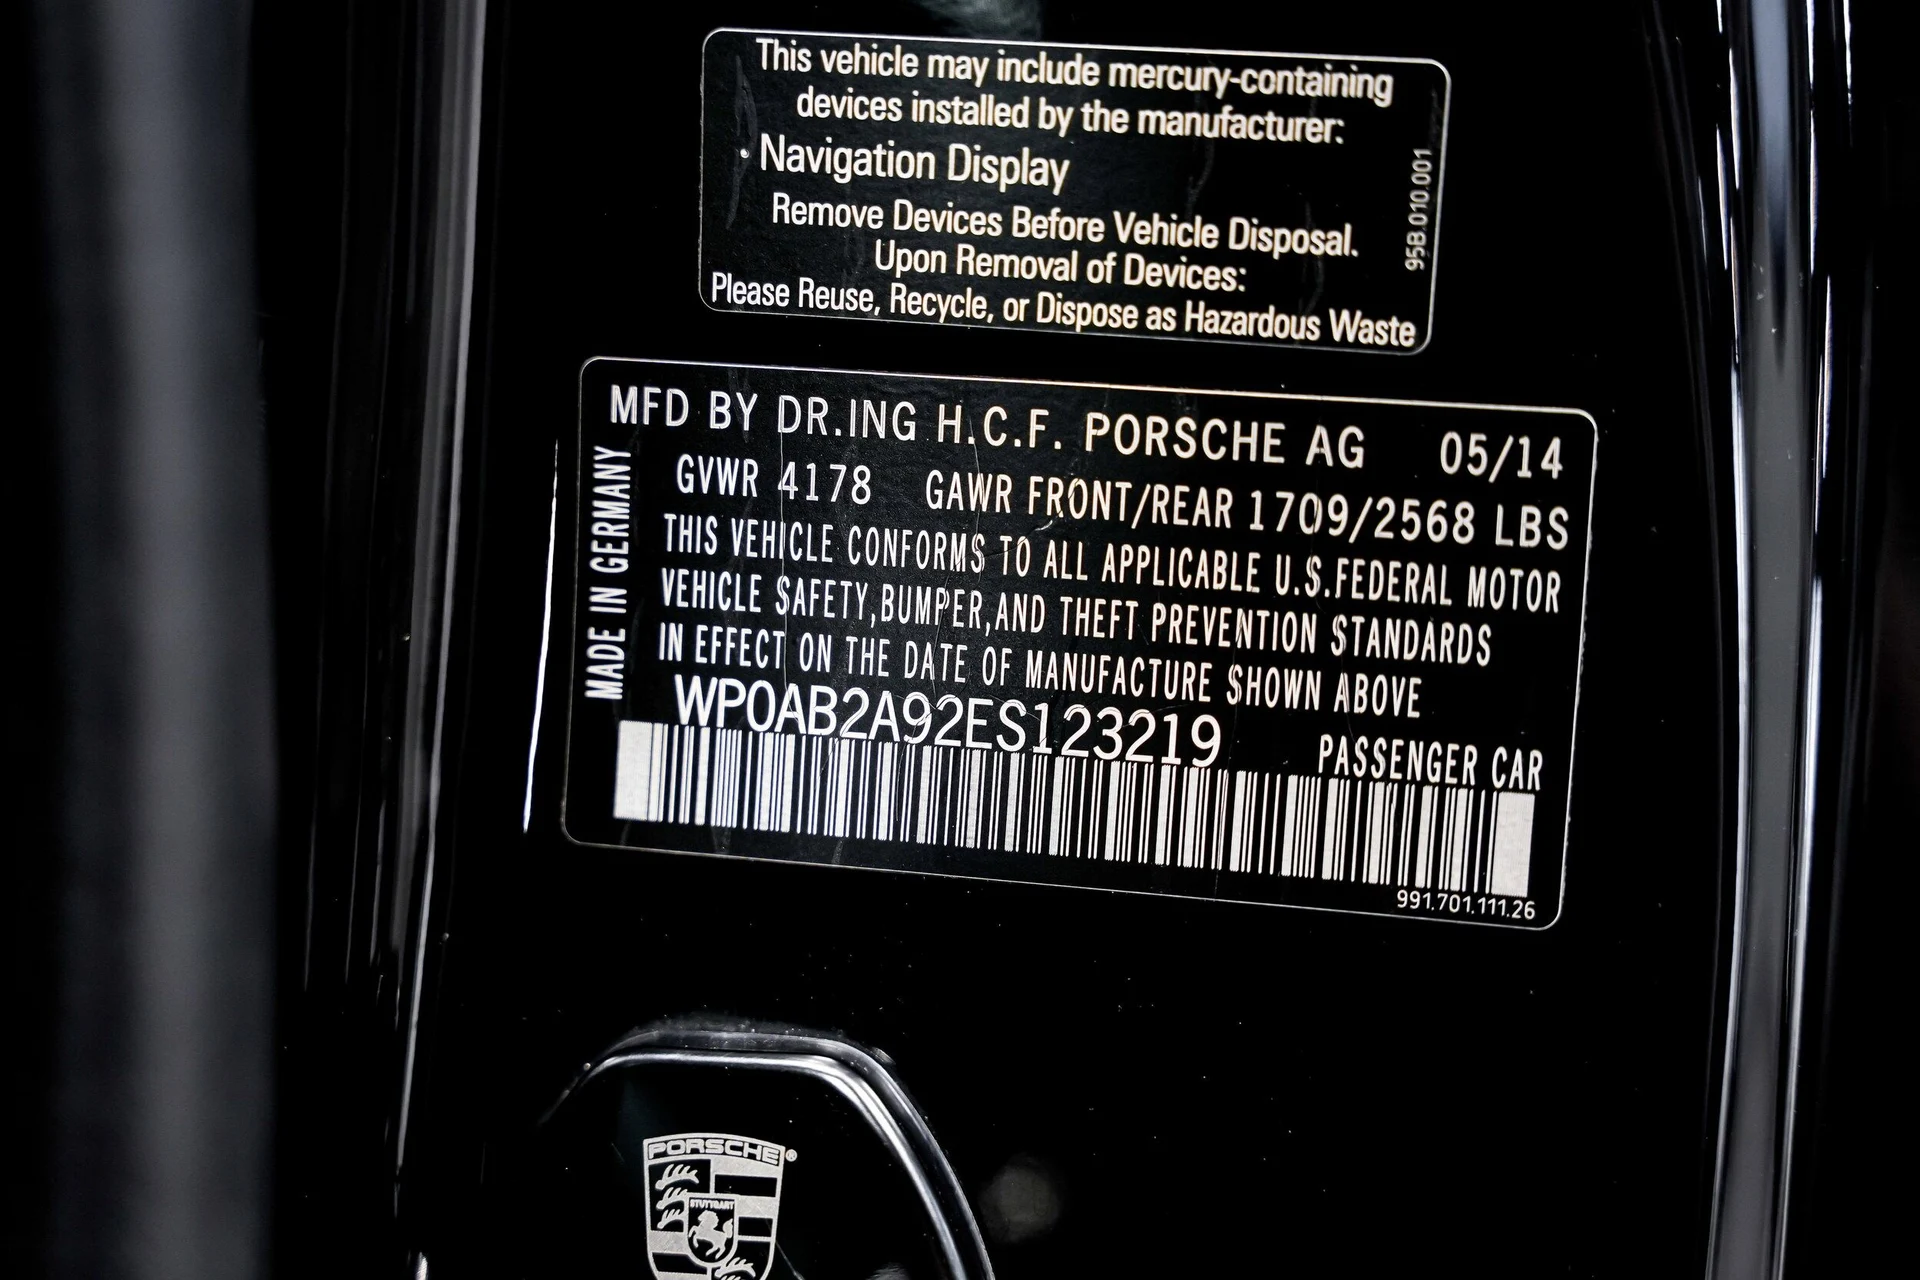 This vehicle may include mercury-containing
devices installed by the manufacturer:
• Navigation Display
Remove Devices Before Vehicle Disposal.
Upon Removal of Devices:
Please Reuse, Recycle, or Dispose as Hazardous Waste
95B.010.001
MFD BY DR.ING H.C.F. PORSCHE AG 05/14
GVWR 4178 GAWR FRONT/REAR 1709/2568 LBS
THIS VEHICLE CONFORMS TO ALL APPLICABLE U.S.FEDERAL MOTOR
VEHICLE SAFETY,BUMPER,AND THEFT PREVENTION STANDARDS
IN EFFECT ON THE DATE OF MANUFACTURE SHOWN ABOVE
MADE IN GERMANY
WP0AB2A92ES123219 PASSENGER CAR
991.701.111.26
PORSCHE®
STUTTGART